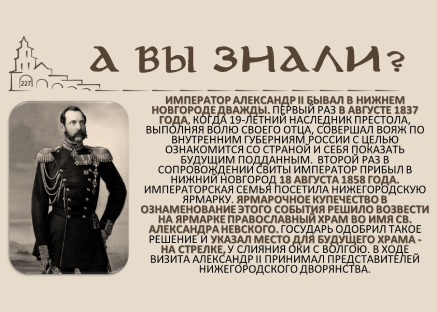 А ВЫ ЗНАЛИ?
227
ИМПЕРАТОР АЛЕКСАНДР II БЫВАЛ В НИЖНЕМ
НОВГОРОДЕ ДВАЖДЫ. ПЕРВЫЙ РАЗ В АВГУСТЕ 1837
ГОДА, КОГДА 19-ЛЕТНИЙ НАСЛЕДНИК ПРЕСТОЛА,
ВЫПОЛНЯЯ ВОЛЮ СВОЕГО ОТЦА, СОВЕРШАЛ ВОЯЖ ПО
ВНУТРЕННИМ ГУБЕРНИЯМ РОССИИ С ЦЕЛЬЮ
ОЗНАКОМИТСЯ СО СТРАНОЙ И СЕБЯ ПОКАЗАТЬ
БУДУЩИМ ПОДДАННЫМ. ВТОРОЙ РАЗ В
СОПРОВОЖДЕНИИ СВИТЫ ИМПЕРАТОР ПРИБЫЛ В
НИЖНИЙ НОВГОРОД 18 АВГУСТА 1858 ГОДА.
ИМПЕРАТОРСКАЯ СЕМЬЯ ПОСЕТИЛА НИЖЕГОРОДСКУЮ
ЯРМАРКУ. ЯРМАРОЧНОЕ КУПЕЧЕСТВО В
ОЗНАМЕНОВАНИЕ ЭТОГО СОБЫТИЯ РЕШИЛО ВОЗВЕСТИ
НА ЯРМАРКЕ ПРАВОСЛАВНЫЙ ХРАМ ВО ИМЯ СВ.
АЛЕКСАНДРА НЕВСКОГО. ГОСУДАРЬ ОДОБРИЛ ТАКОЕ
РЕШЕНИЕ И УКАЗАЛ МЕСТО ДЛЯ БУДУЩЕГО ХРАМА -
НА СТРЕЛКЕ, У СЛИЯНИЯ ОКИ С ВОЛГОЮ. В ХОДЕ
ВИЗИТА АЛЕКСАНДР II ПРИНИМАЛ ПРЕДСТАВИТЕЛЕЙ
НИЖЕГОРОДСКОГО ДВОРЯНСТВА.